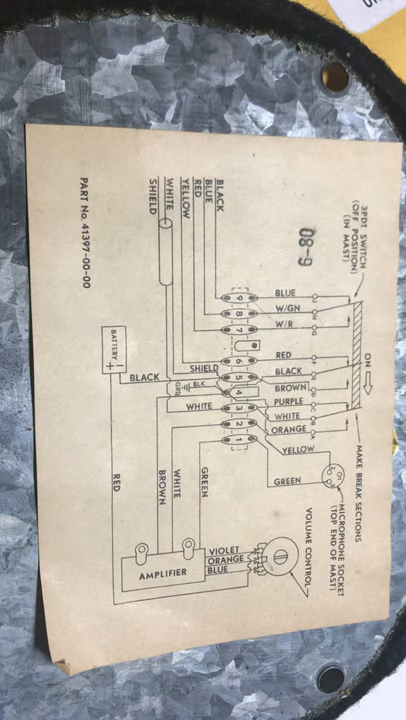 3PDT SWITCH
(OFF POSITION)
(IN MAST)
ON
MAKE BREAK SECTIONS
MICROPHONE SOCKET
(TOP END OF MAST)
VOLUME CONTROL
08-9
BLUE
W/GN
W/R
RED
BLACK
BROWN
PURPLE
WHITE
ORANGE
YELLOW
GREEN
9
8
7
6
5
4
3
2
1
BLACK
BLUE
RED
YELLOW
WHITE
SHIELD
SHIELD
BLK
GRD
WHITE
BLACK
BATTERY
- +
RED
BROWN
WHITE
GREEN
VIOLET
ORANGE
BLUE
AMPLIFIER
PART No. 41397-00-00